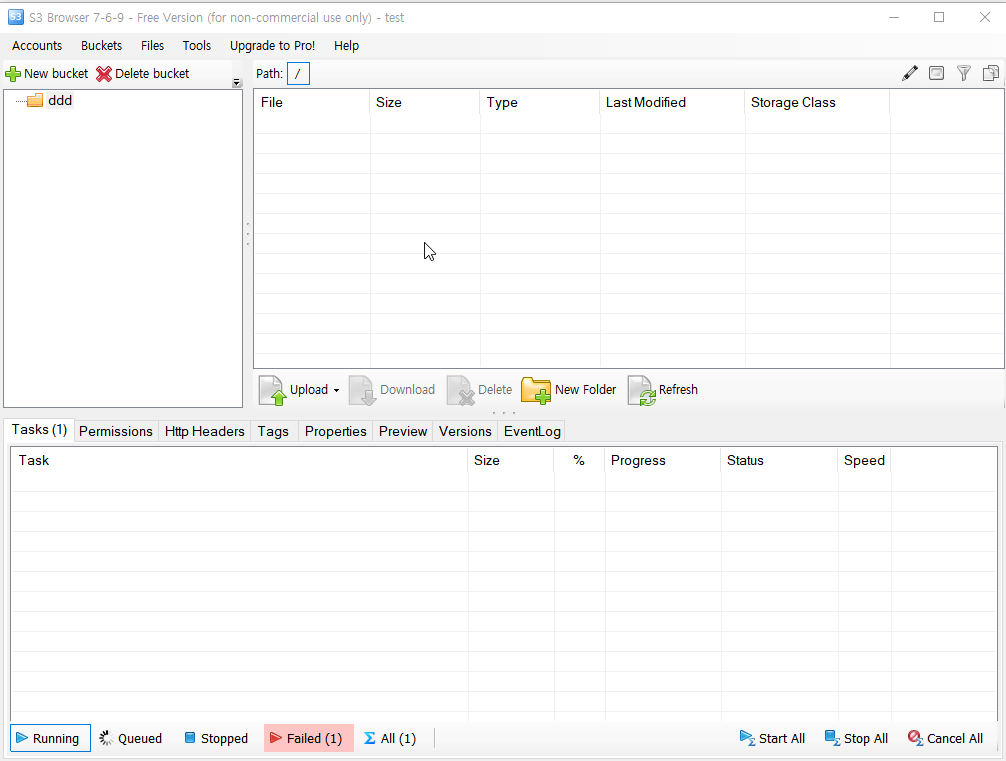 S3 S3 Browser 7-6-9 - Free Version (for non-commercial use only) - test
Accounts Buckets Files Tools Upgrade to Pro! Help
New bucket Delete bucket Path: /
ddd
File Size Type Last Modified Storage Class
Upload Download Delete New Folder Refresh
Tasks (1) Permissions Http Headers Tags Properties Preview Versions EventLog
Task Size % Progress Status Speed
Running Queued Stopped Failed (1) All (1) Start All Stop All Cancel All